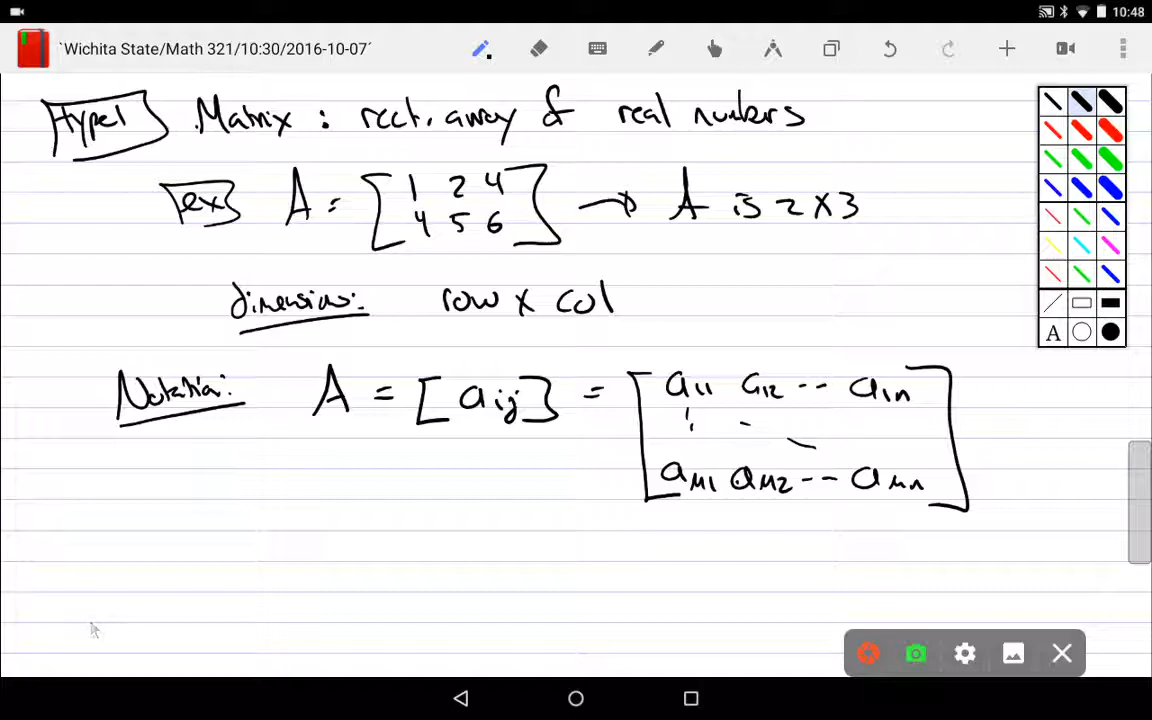 10:48
`Wichita State/Math 321/10:30/2016-10-07´
Matrix : rect. array of real numbers
ex A = [ 1 2 4 → A is 2 x 3
4 5 6 ]
dimensions: row x col
Notation: A = [ aij ] = [ a11 a12 -- a1n
aM1 aM2 -- aMn ]
A